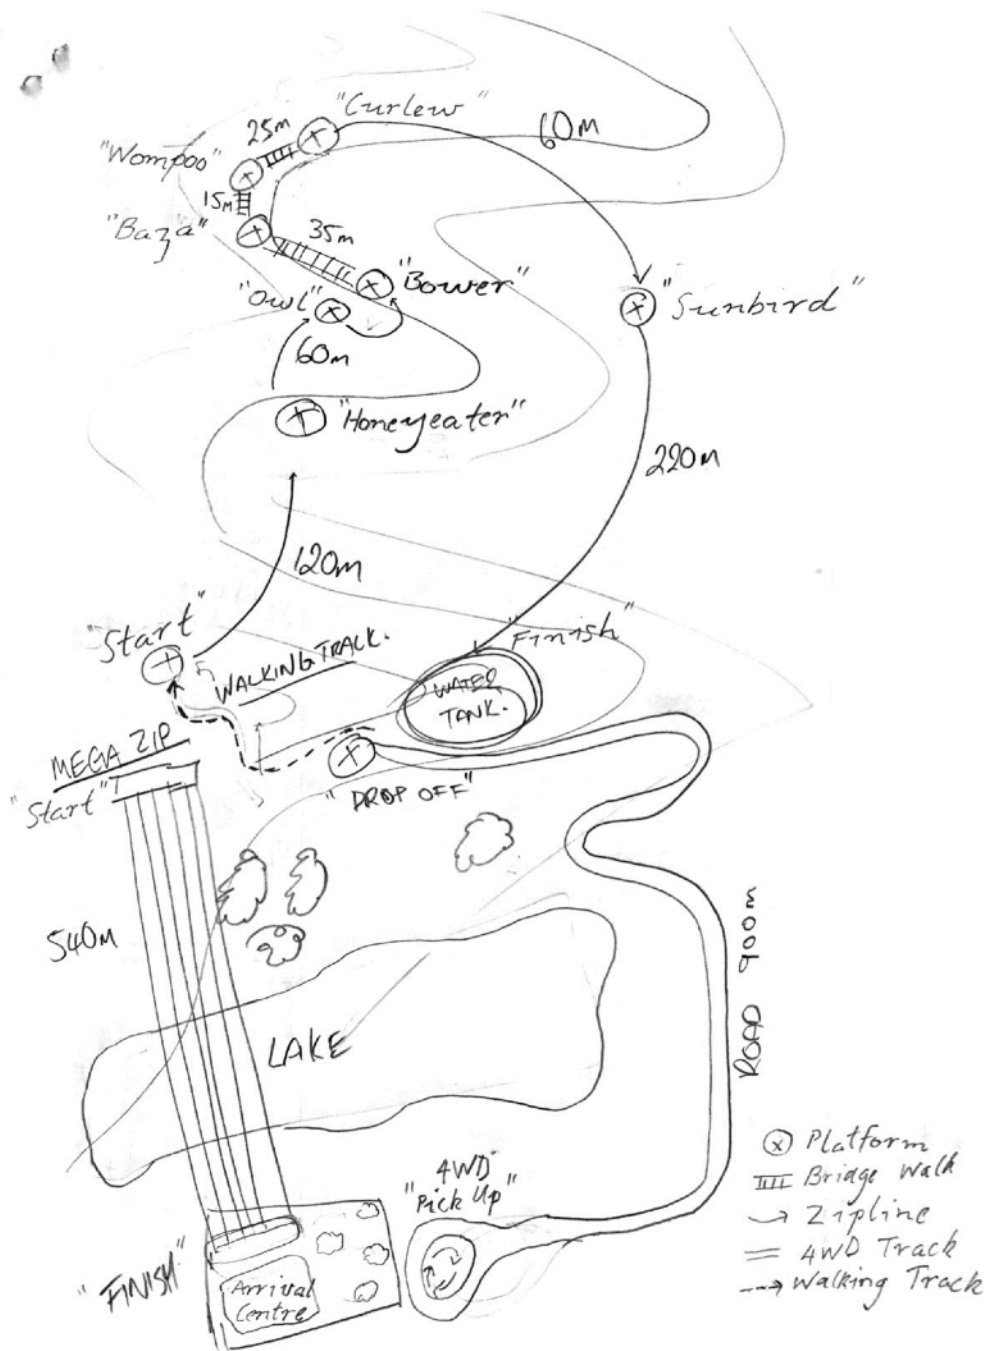 "Curlew"
25m
60m
"Wompoo"
15m
"Baza"
35m
"Bower"
"Owl"
"Sunbird"
60m
"Honeyeater"
220m
120m
"Start"
"Finish"
WALKING TRACK.
WATER
TANK.
MEGA ZIP
"Start"
"DROP OFF"
540m
ROAD 900m
LAKE
4WD
"Pick Up"
"FINISH"
Arrival
Centre
Platform
Bridge Walk
Zipline
4WD Track
Walking Track